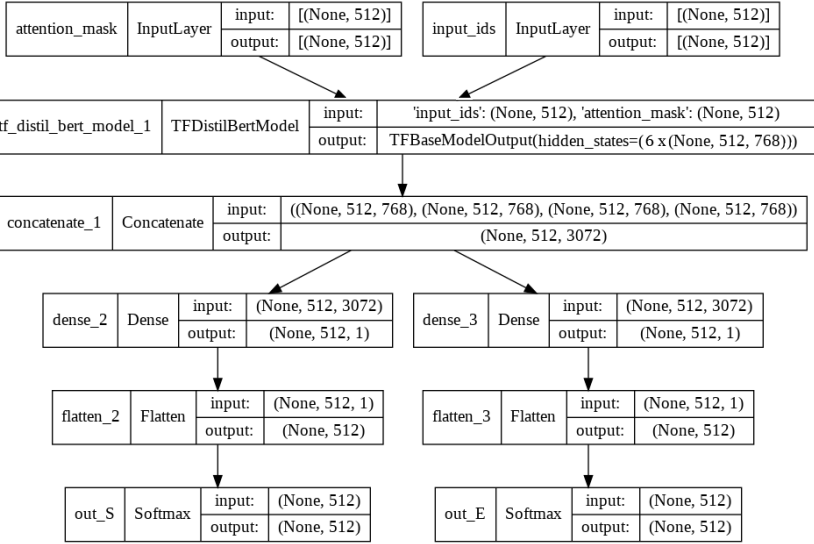 attention_mask InputLayer input: [(None, 512)]
output: [(None, 512)]
input_ids InputLayer input: [(None, 512)]
output: [(None, 512)]
tf_distil_bert_model_1 TFDistilBertModel input: 'input_ids': (None, 512), 'attention_mask': (None, 512)
output: TFBaseModelOutput(hidden_states=(6 x (None, 512, 768)))
concatenate_1 Concatenate input: ((None, 512, 768), (None, 512, 768), (None, 512, 768), (None, 512, 768))
output: (None, 512, 3072)
dense_2 Dense input: (None, 512, 3072)
output: (None, 512, 1)
dense_3 Dense input: (None, 512, 3072)
output: (None, 512, 1)
flatten_2 Flatten input: (None, 512, 1)
output: (None, 512)
flatten_3 Flatten input: (None, 512, 1)
output: (None, 512)
out_S Softmax input: (None, 512)
output: (None, 512)
out_E Softmax input: (None, 512)
output: (None, 512)